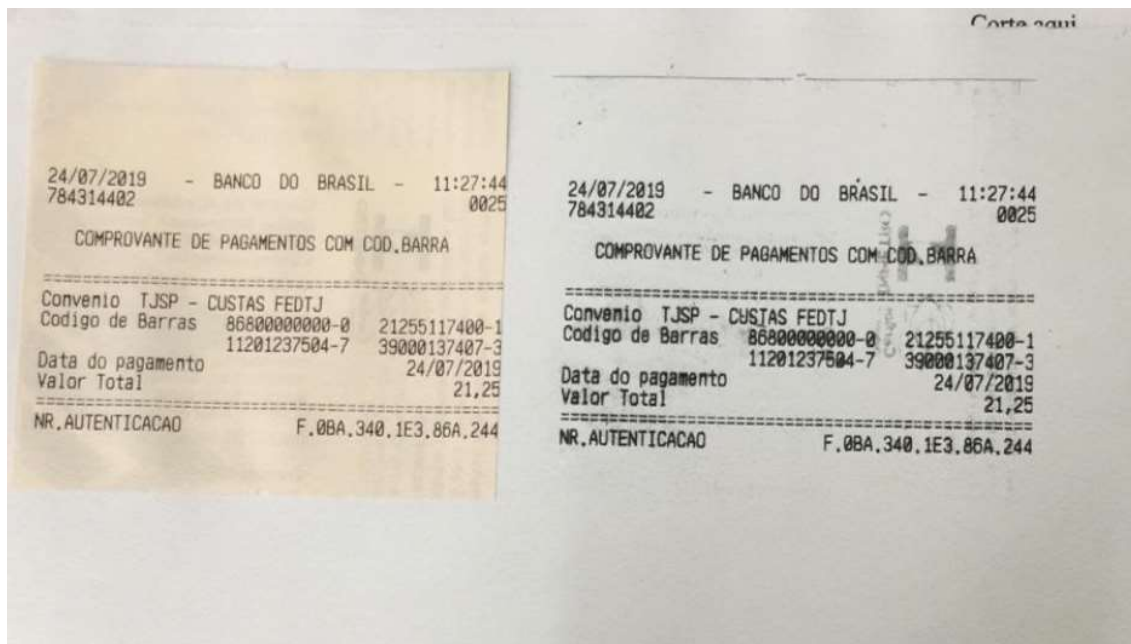 Corte aqui
24/07/2019 - BANCO DO BRASIL - 11:27:44
784314402 0025
COMPROVANTE DE PAGAMENTOS COM COD.BARRA
Convenio TJSP - CUSTAS FEDTJ
Codigo de Barras 86800000000-0 21255117400-1
11201237504-7 39000137407-3
Data do pagamento 24/07/2019
Valor Total 21,25
NR.AUTENTICACAO F.0BA.340.1E3.86A.244
24/07/2019 - BANCO DO BRASIL - 11:27:44
784314402 0025
COMPROVANTE DE PAGAMENTOS COM COD.BARRA
Convenio TJSP - CUSTAS FEDTJ
Codigo de Barras 86800000000-0 21255117400-1
11201237504-7 39000137407-3
Data do pagamento 24/07/2019
Valor Total 21,25
NR.AUTENTICACAO F.0BA.340.1E3.86A.244